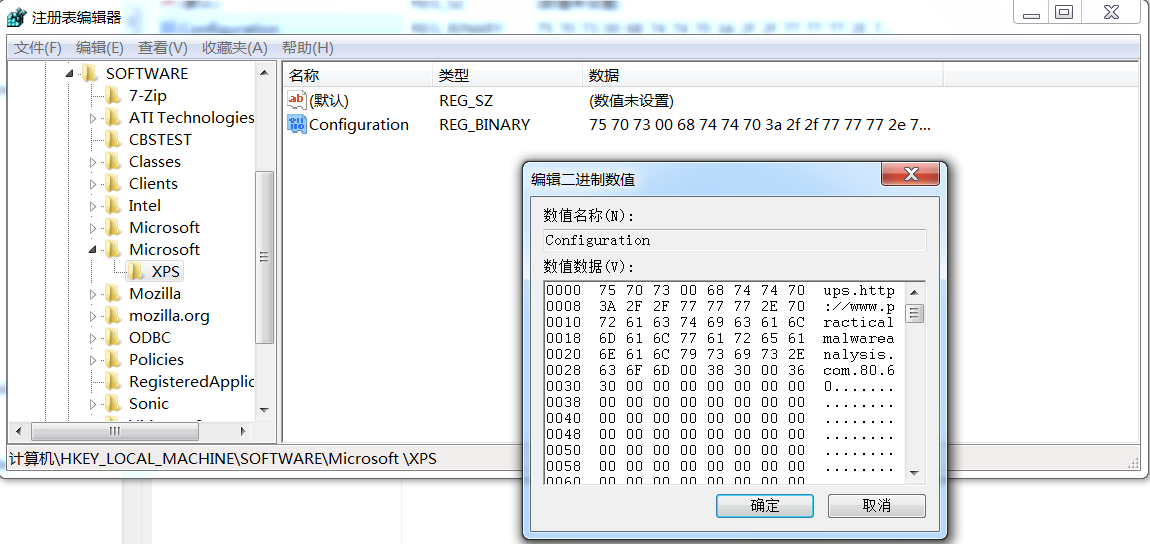 注册表编辑器
文件(F) 编辑(E) 查看(V) 收藏夹(A) 帮助(H)
SOFTWARE
7-Zip
ATI Technologies
CBSTEST
Classes
Clients
Intel
Microsoft
Microsoft
XPS
Mozilla
mozilla.org
ODBC
Policies
RegisteredApplic
Sonic
名称 类型 数据
(默认) REG_SZ (数值未设置)
Configuration REG_BINARY 75 70 73 00 68 74 74 70 3a 2f 2f 77 77 77 2e 7...
编辑二进制数值
数值名称(N):
Configuration
数值数据(V):
0000 75 70 73 00 68 74 74 70 ups.http
0008 3A 2F 2F 77 77 77 2E 70 ://www.p
0010 72 61 63 74 69 63 61 6C ractical
0018 6D 61 6C 77 61 72 65 61 malwarea
0020 6E 61 6C 79 73 69 73 2E nalysis.
0028 63 6F 6D 00 38 30 00 36 com.80.6
0030 30 00 00 00 00 00 00 00 0.......
0038 00 00 00 00 00 00 00 00 ........
0040 00 00 00 00 00 00 00 00 ........
0048 00 00 00 00 00 00 00 00 ........
0050 00 00 00 00 00 00 00 00 ........
0058 00 00 00 00 00 00 00 00 ........
0060 00 00 00 00 00 00 00 00
确定 取消
计算机\HKEY_LOCAL_MACHINE\SOFTWARE\Microsoft \XPS